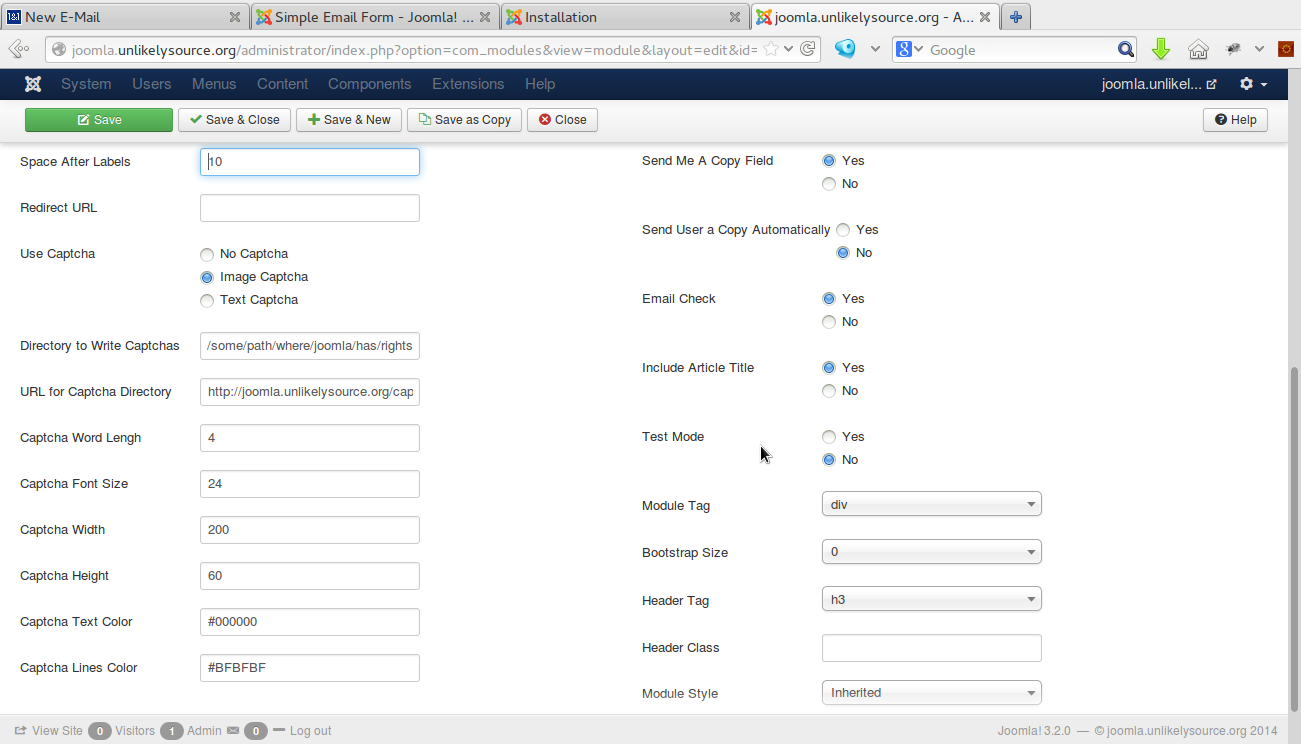 New E-Mail
Simple Email Form - Joomla! ...
Installation
joomla.unlikelysource.org - A...
joomla.unlikelysource.org/administrator/index.php?option=com_modules&view=module&layout=edit&id=
Google
System Users Menus Content Components Extensions Help
joomla.unlikel...
Save
Save & Close
Save & New
Save as Copy
Close
Help
Space After Labels 10
Redirect URL
Use Captcha
No Captcha
Image Captcha
Text Captcha
Directory to Write Captchas /some/path/where/joomla/has/rights
URL for Captcha Directory http://joomla.unlikelysource.org/cap
Captcha Word Lengh 4
Captcha Font Size 24
Captcha Width 200
Captcha Height 60
Captcha Text Color #000000
Captcha Lines Color #BFBFBF
Send Me A Copy Field Yes
No
Send User a Copy Automatically Yes
No
Email Check Yes
No
Include Article Title Yes
No
Test Mode Yes
No
Module Tag div
Bootstrap Size 0
Header Tag h3
Header Class
Module Style Inherited
View Site 0 Visitors 1 Admin 0 Log out
Joomla! 3.2.0 — © joomla.unlikelysource.org 2014